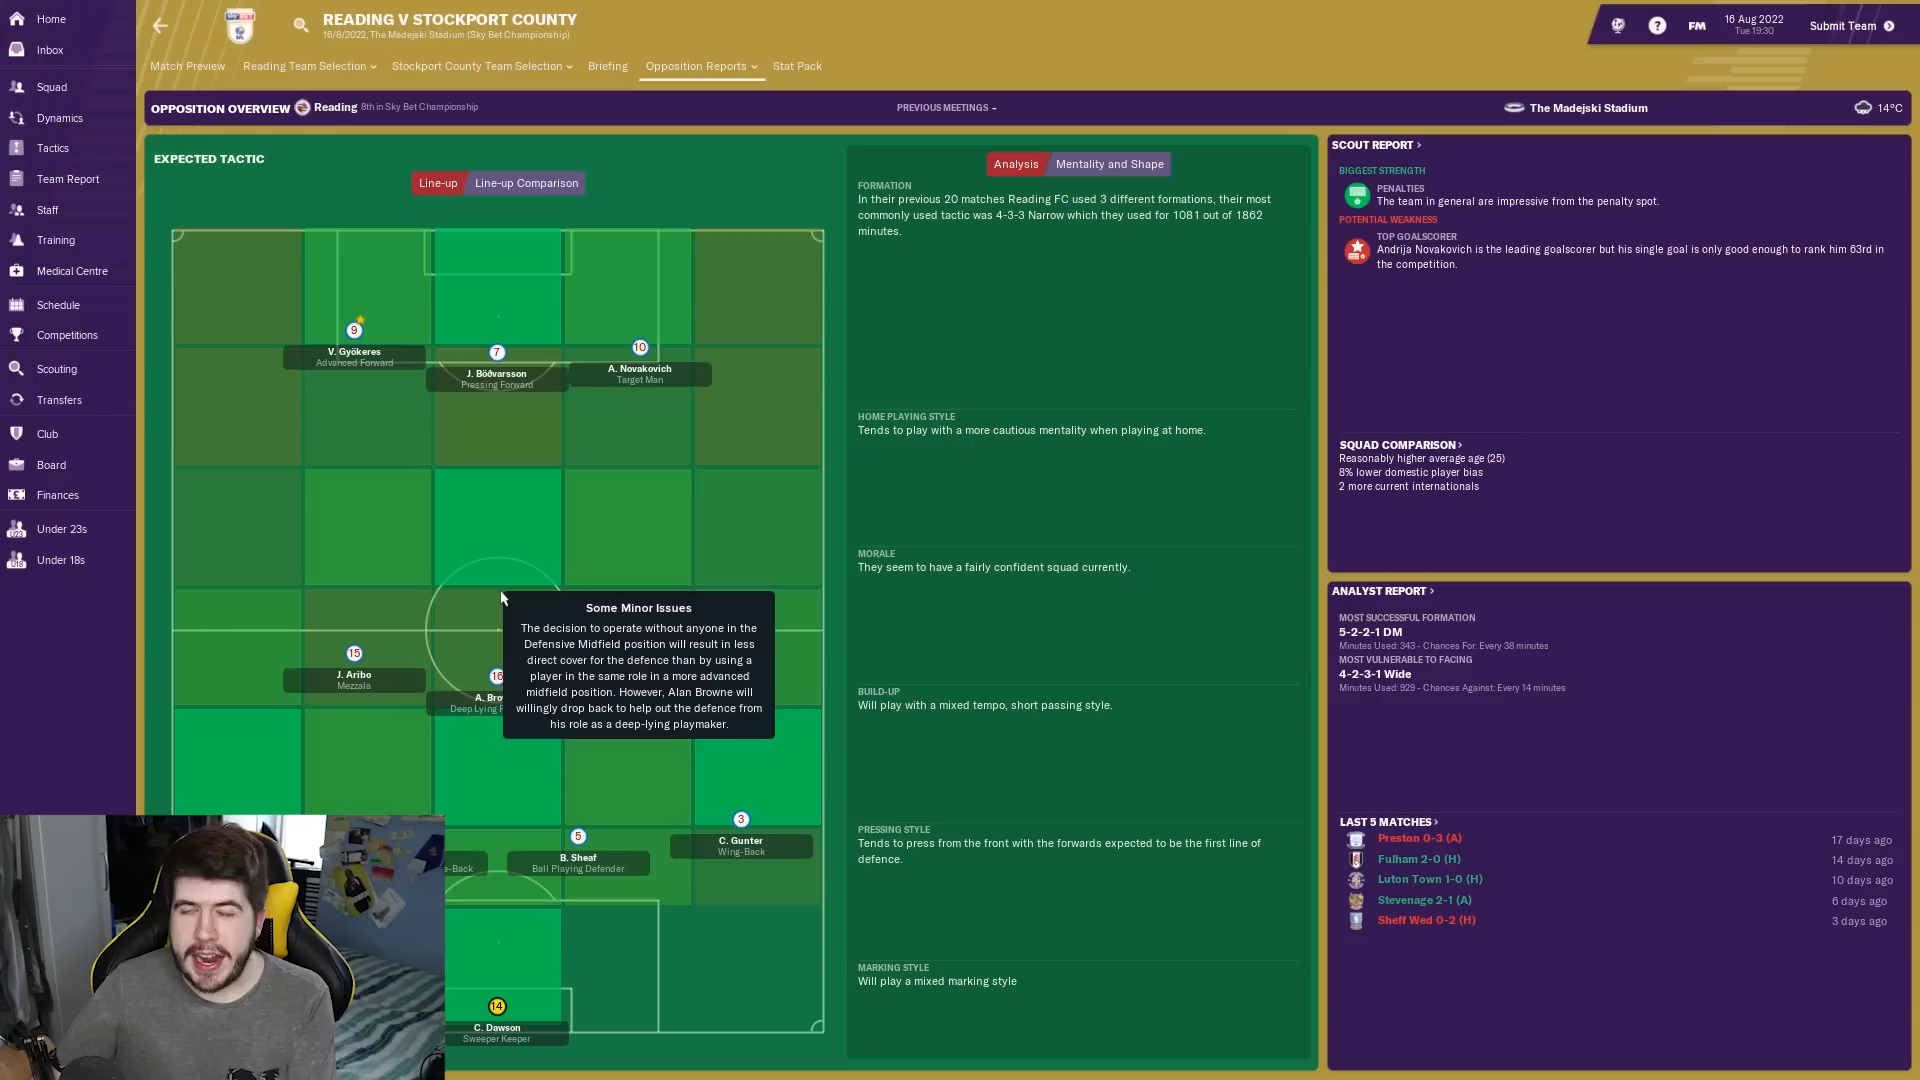 Home
Inbox
Squad
Dynamics
Tactics
Team Report
Staff
Training
Medical Centre
Schedule
Competitions
Scouting
Transfers
Club
Board
Finances
Under 23s
Under 18s
READING V STOCKPORT COUNTY
16/8/2022, The Madejski Stadium (Sky Bet Championship)
FM
16 Aug 2022
Tue 19:30
Submit Team
Match Preview
Reading Team Selection
Stockport County Team Selection
Briefing
Opposition Reports
Stat Pack
OPPOSITION OVERVIEW
Reading 8th in Sky Bet Championship
PREVIOUS MEETINGS -
The Madejski Stadium
14°C
EXPECTED TACTIC
Line-up
Line-up Comparison
9
V. Gyökeres
Advanced Forward
7
J. Böðvarsson
Pressing Forward
10
A. Novakovich
Target Man
15
J. Aribo
Mezzala
16
A. Bro
Deep Lying
Some Minor Issues
The decision to operate without anyone in the
Defensive Midfield position will result in less
direct cover for the defence than by using a
player in the same role in a more advanced
midfield position. However, Alan Browne will
willingly drop back to help out the defence from
his role as a deep-lying playmaker.
5
B. Sheaf
Ball Playing Defender
3
C. Gunter
Wing-Back
-Back
14
C. Dawson
Sweeper Keeper
Analysis
Mentality and Shape
FORMATION
In their previous 20 matches Reading FC used 3 different formations, their most
commonly used tactic was 4-3-3 Narrow which they used for 1081 out of 1862
minutes.
HOME PLAYING STYLE
Tends to play with a more cautious mentality when playing at home.
MORALE
They seem to have a fairly confident squad currently.
BUILD-UP
Will play with a mixed tempo, short passing style.
PRESSING STYLE
Tends to press from the front with the forwards expected to be the first line of
defence.
MARKING STYLE
Will play a mixed marking style
SCOUT REPORT
BIGGEST STRENGTH
PENALTIES
The team in general are impressive from the penalty spot.
POTENTIAL WEAKNESS
TOP GOALSCORER
Andrija Novakovich is the leading goalscorer but his single goal is only good enough to rank him 63rd in
the competition.
SQUAD COMPARISON
Reasonably higher average age (25)
8% lower domestic player bias
2 more current internationals
ANALYST REPORT
MOST SUCCESSFUL FORMATION
5-2-2-1 DM
Minutes Used: 343 - Chances For: Every 38 minutes
MOST VULNERABLE TO FACING
4-2-3-1 Wide
Minutes Used: 929 - Chances Against: Every 14 minutes
LAST 5 MATCHES
Preston 0-3 (A) 17 days ago
Fulham 2-0 (H) 14 days ago
Luton Town 1-0 (H) 10 days ago
Stevenage 2-1 (A) 6 days ago
Sheff Wed 0-2 (H) 3 days ago